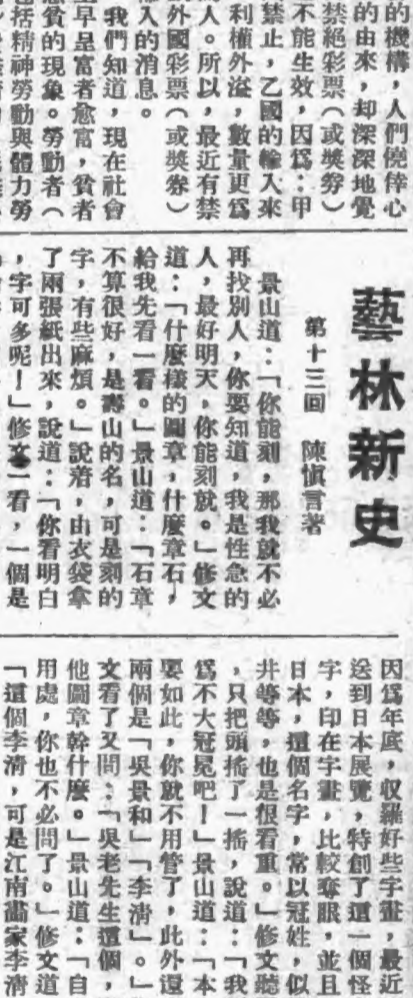 的機構，人們僥倖心
的由來，却深深地覺
禁絕彩票（或獎券）
不能生效，因爲：甲
禁止，乙國的輸入來
利權外溢，數量更爲
人。所以，最近有禁
外國彩票（或獎券）
入的消息。
我們知道，現在社會
早呈富者愈富，貧者
貧的現象。勞動者（
括精神勞動與體力勞
藝林新史
第十三回　陳愼言著
景山道：「你能刻，那我就不必
再找別人，你要知道，我是性急的
人，最好明天，你能刻就。」修文
道：「什麼樣的圖章，什麼章石，
給我先看一看。」景山道：「石章
不算很好，是壽山的名，可是刻的
字，有些麻煩。」說着，由衣袋拿
了兩張紙出來，說道：「你看明白
，字可多呢！」修文一看，一個是
因爲年底，收羅好些字畫，最近
送到日本展覽，特創了這一個怪
字，印在字畫，比較奪眼，並且
日本，這個名字，常以冠姓，似
井等等，也是很看重。」修文聽
，只把頭搖了一搖，說道：「我
爲不大冠冕吧！」景山道：「本
要如此，你就不用管了，此外還
兩個是「吳景和」「李清」。」
文看了又問：「吳老先生這個，
他圖章幹什麼。」景山道：「自
用處，你也不必問了。」修文道
「這個李清，可是江南畫家李清